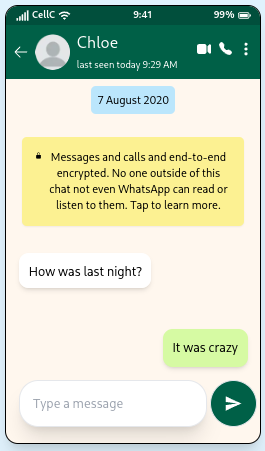 CellC 9:41 99%
Chloe
last seen today 9:29 AM
7 August 2020
Messages and calls and end-to-end
encrypted. No one outside of this
chat not even WhatsApp can read or
listen to them. Tap to learn more.
How was last night?
It was crazy
Type a message